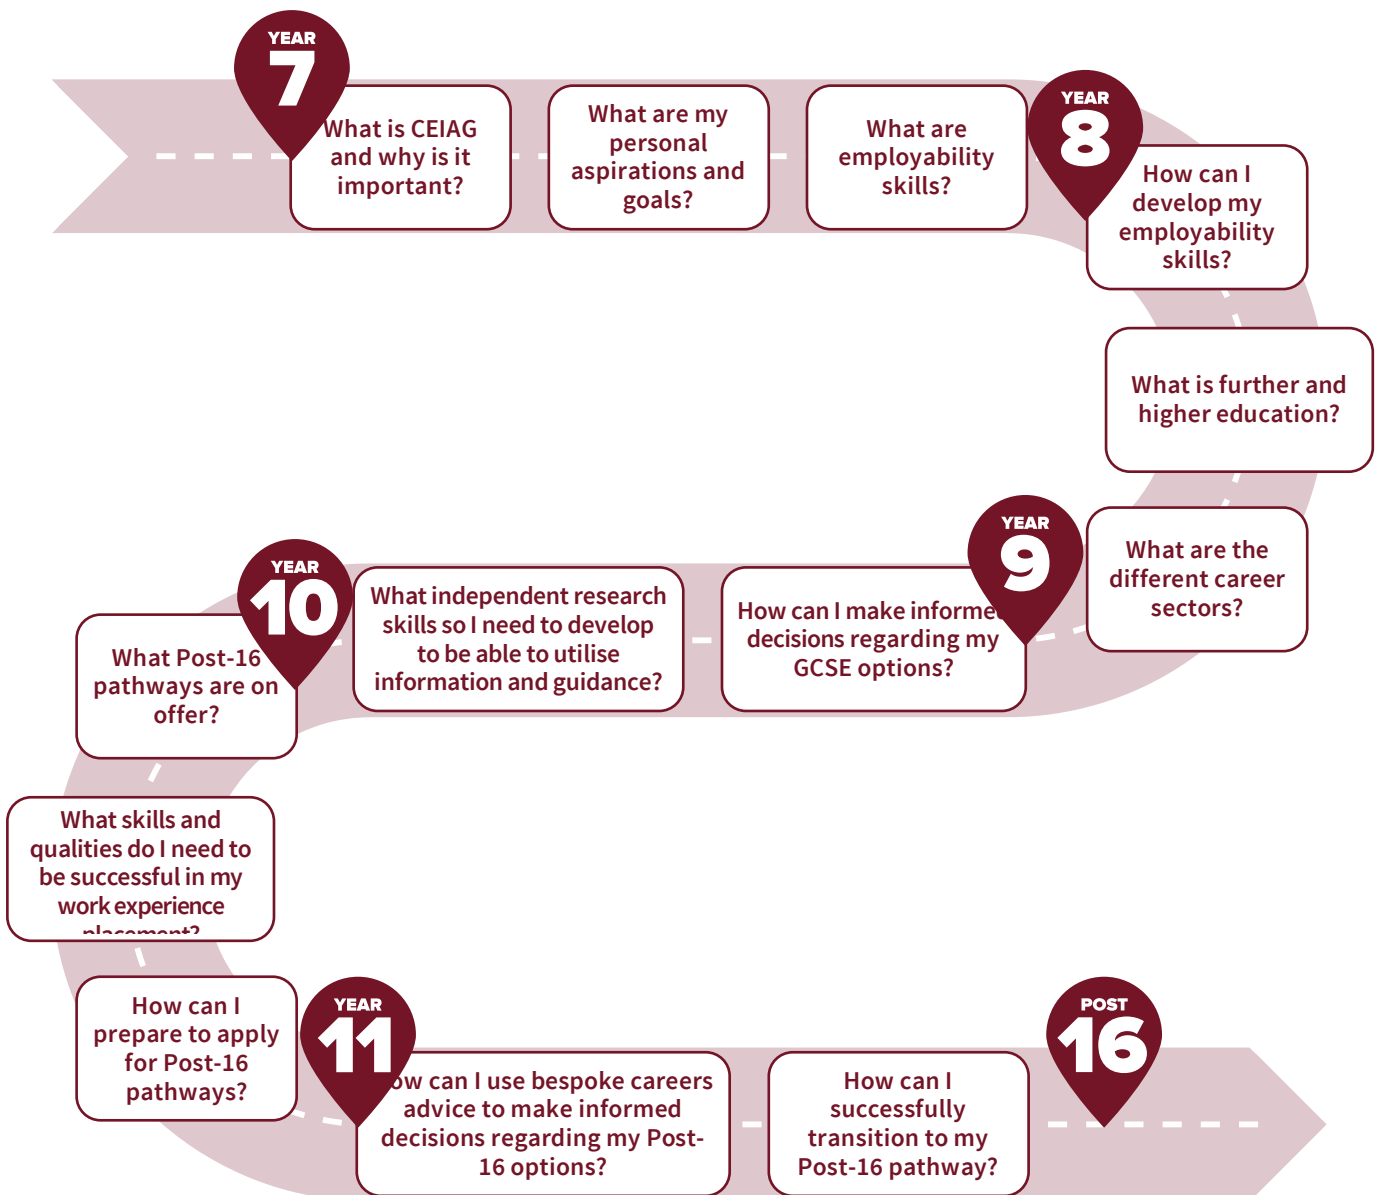 YEAR
7
What is CEIAG
and why is it
important?
What are my
personal
aspirations and
goals?
What are
employability
skills?
YEAR
8
How can I
develop my
employability
skills?
What is further and
higher education?
What are the
different career
sectors?
YEAR
9
How can I make informed
decisions regarding my
GCSE options?
What independent research
skills so I need to develop
to be able to utilise
information and guidance?
YEAR
10
What Post-16
pathways are on
offer?
What skills and
qualities do I need to
be successful in my
work experience
placement?
How can I
prepare to apply
for Post-16
pathways?
YEAR
11
How can I use bespoke careers
advice to make informed
decisions regarding my Post-
16 options?
How can I
successfully
transition to my
Post-16 pathway?
POST
16